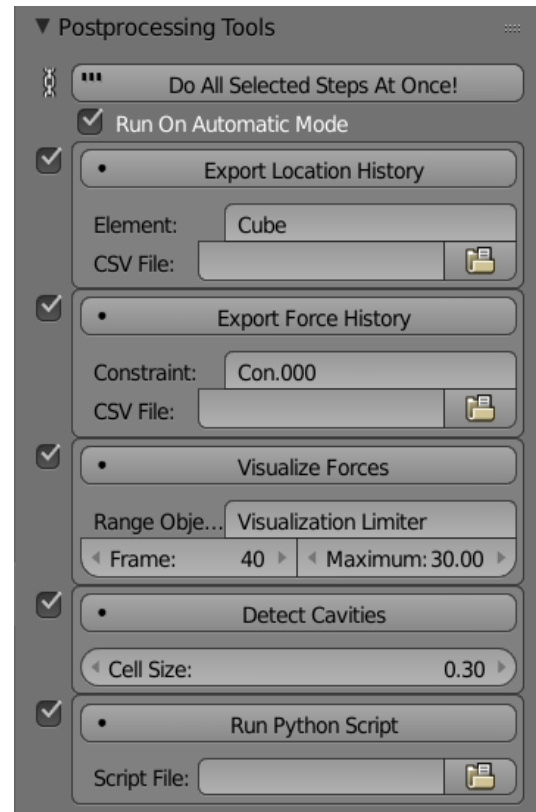 Postprocessing Tools
Do All Selected Steps At Once!
Run On Automatic Mode
Export Location History
Element: Cube
CSV File:
Export Force History
Constraint: Con.000
CSV File:
Visualize Forces
Range Obje... Visualization Limiter
Frame: 40 Maximum: 30.00
Detect Cavities
Cell Size: 0.30
Run Python Script
Script File: